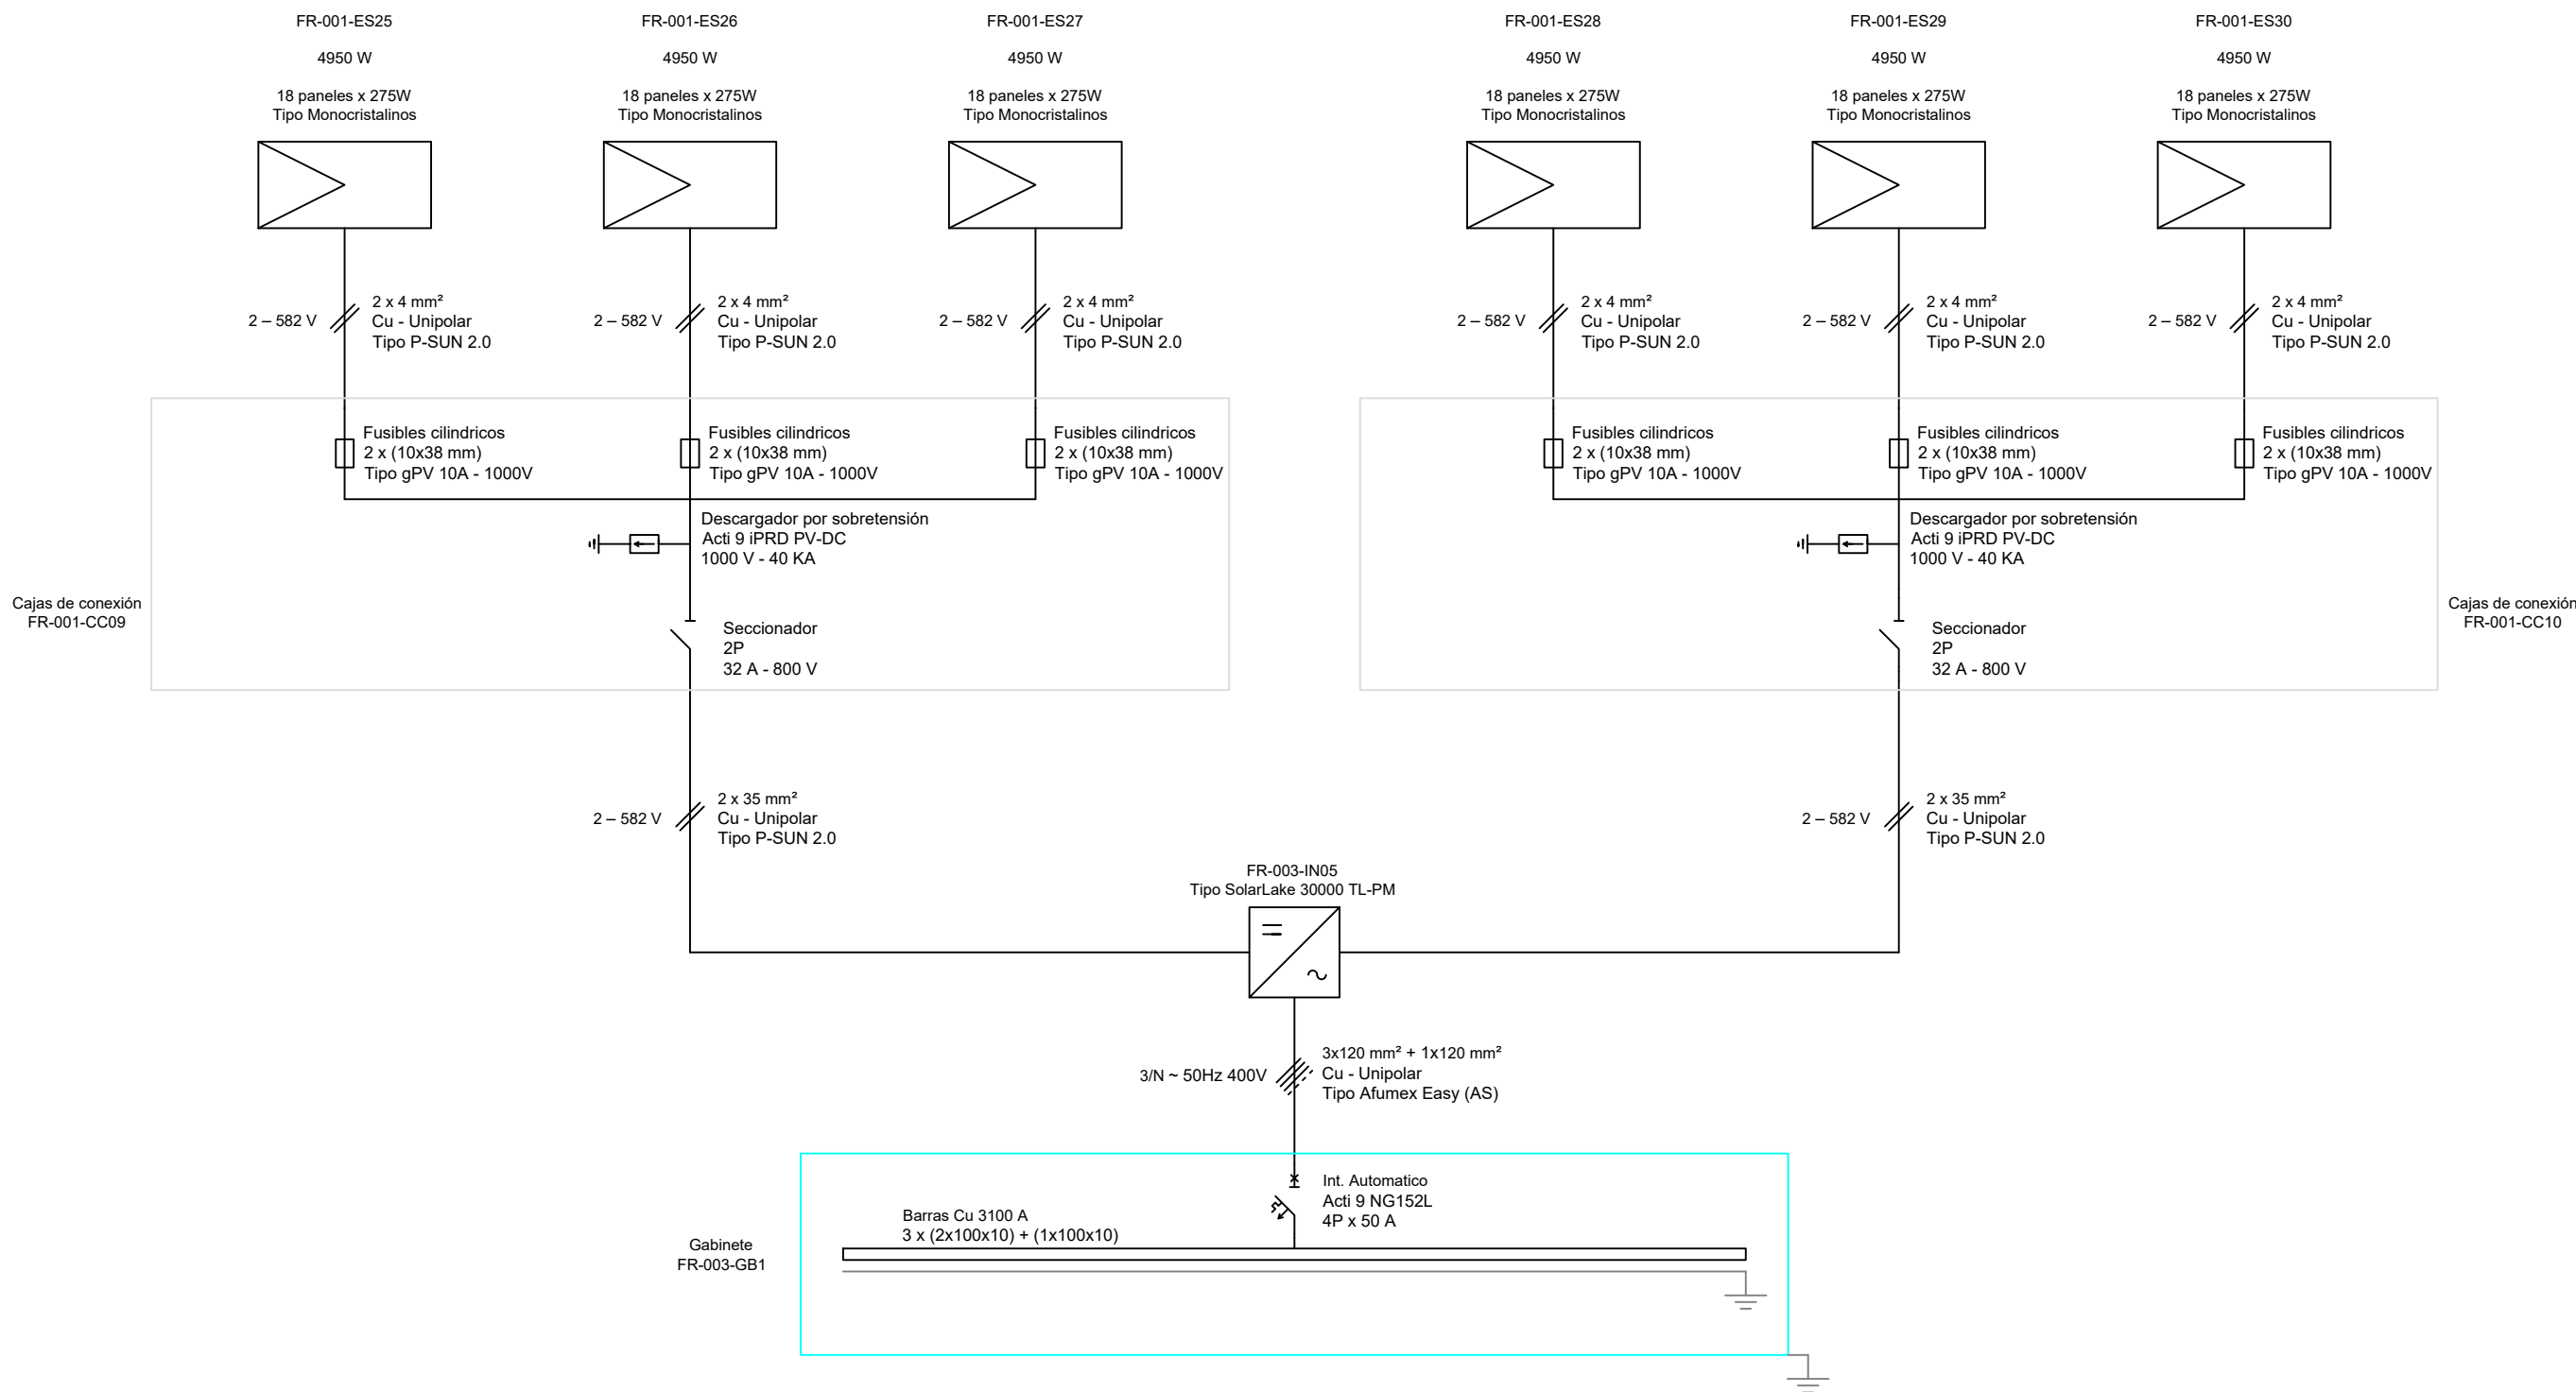 FR-001-ES25
4950 W
18 paneles x 275W
Tipo Monocristalinos
FR-001-ES26
4950 W
18 paneles x 275W
Tipo Monocristalinos
FR-001-ES27
4950 W
18 paneles x 275W
Tipo Monocristalinos
FR-001-ES28
4950 W
18 paneles x 275W
Tipo Monocristalinos
FR-001-ES29
4950 W
18 paneles x 275W
Tipo Monocristalinos
FR-001-ES30
4950 W
18 paneles x 275W
Tipo Monocristalinos
2 – 582 V
2 x 4 mm²
Cu - Unipolar
Tipo P-SUN 2.0
2 – 582 V
2 x 4 mm²
Cu - Unipolar
Tipo P-SUN 2.0
2 – 582 V
2 x 4 mm²
Cu - Unipolar
Tipo P-SUN 2.0
2 – 582 V
2 x 4 mm²
Cu - Unipolar
Tipo P-SUN 2.0
2 – 582 V
2 x 4 mm²
Cu - Unipolar
Tipo P-SUN 2.0
2 – 582 V
2 x 4 mm²
Cu - Unipolar
Tipo P-SUN 2.0
Fusibles cilindricos
2 x (10x38 mm)
Tipo gPV 10A - 1000V
Fusibles cilindricos
2 x (10x38 mm)
Tipo gPV 10A - 1000V
Fusibles cilindricos
2 x (10x38 mm)
Tipo gPV 10A - 1000V
Fusibles cilindricos
2 x (10x38 mm)
Tipo gPV 10A - 1000V
Fusibles cilindricos
2 x (10x38 mm)
Tipo gPV 10A - 1000V
Fusibles cilindricos
2 x (10x38 mm)
Tipo gPV 10A - 1000V
Descargador por sobretensión
Acti 9 iPRD PV-DC
1000 V - 40 KA
Descargador por sobretensión
Acti 9 iPRD PV-DC
1000 V - 40 KA
Cajas de conexión
FR-001-CC09
Seccionador
2P
32 A - 800 V
Seccionador
2P
32 A - 800 V
Cajas de conexión
FR-001-CC10
2 – 582 V
2 x 35 mm²
Cu - Unipolar
Tipo P-SUN 2.0
2 – 582 V
2 x 35 mm²
Cu - Unipolar
Tipo P-SUN 2.0
FR-003-IN05
Tipo SolarLake 30000 TL-PM
3/N ~ 50Hz 400V
3x120 mm² + 1x120 mm²
Cu - Unipolar
Tipo Afumex Easy (AS)
Int. Automatico
Acti 9 NG152L
4P x 50 A
Barras Cu 3100 A
3 x (2x100x10) + (1x100x10)
Gabinete
FR-003-GB1